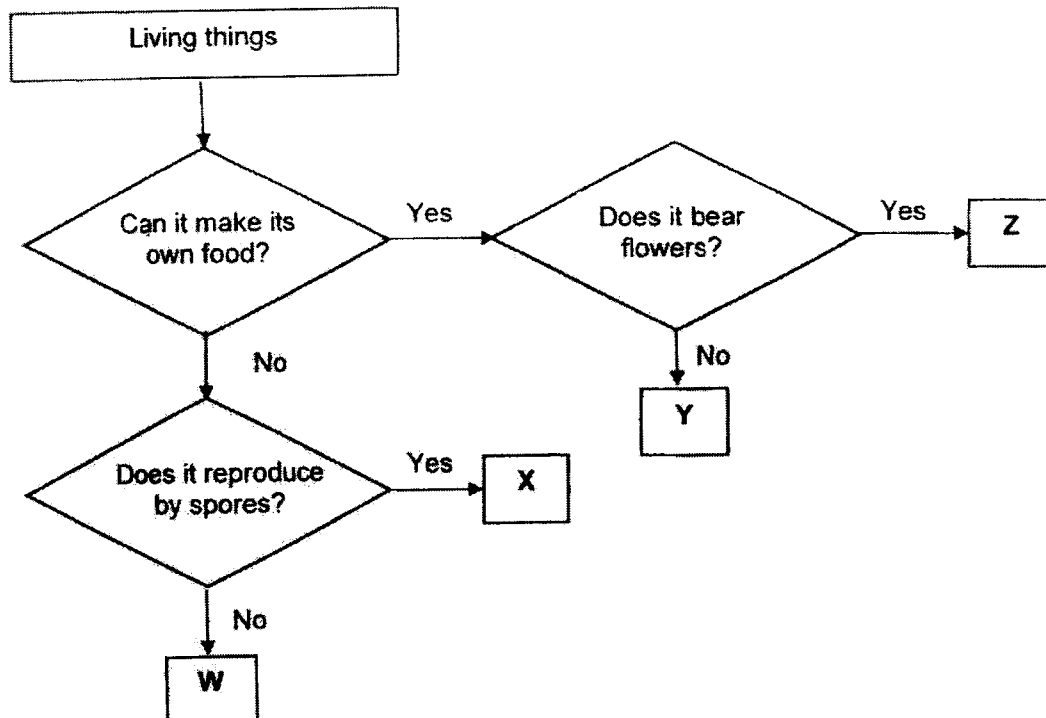 Living things
Can it make its
own food?
Yes
Does it bear
flowers?
Yes
Z
No
No
Y
Does it reproduce
by spores?
Yes
X
No
W